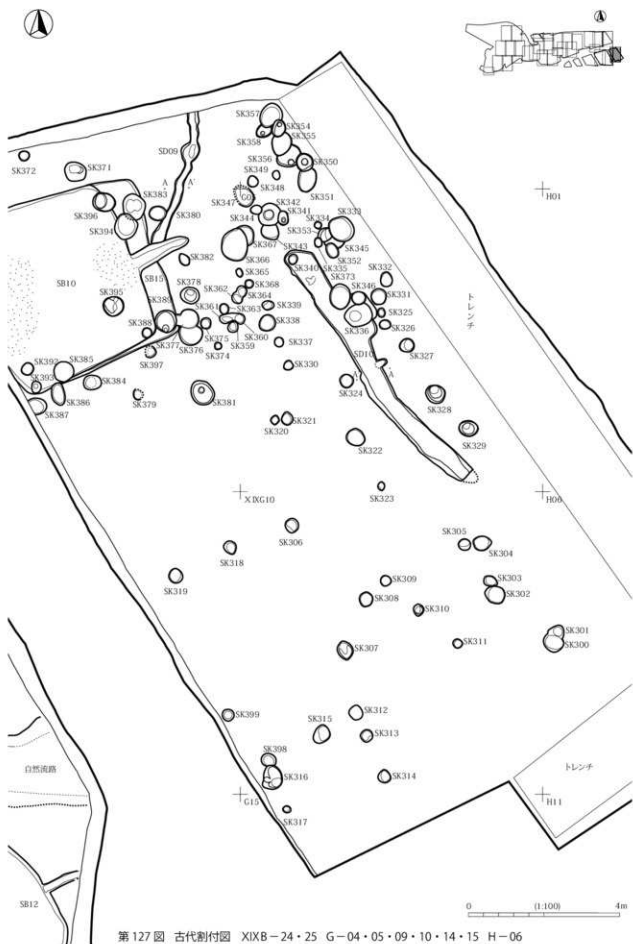 SK357
SK354
SK355
SK358
SD09
SK356
SK350
SK372
SK371
SK349
SK348
SK351
A
A'
H01
SK383
SK347
G05
SK342
SK396
SK380
SK341
SK334
SK333
SK344
SK353
SK394
SK367
SK343
SK345
SK366
SK352
SK382
SK340
SK335
SK332
SB10
SB15
SK365
SK373
トレンチ
SK378
SK362
SK368
SK346
SK331
SK395
SK364
SK389
SK361
SK363
SK339
SK325
SK388
SK338
SK336
SK326
SK377
SK375
SK360
SK359
SK376
SK374
SK337
SK327
SK397
SD10
SK392
SK385
SK330
A
SK393
SK384
A'
SK324
SK386
SK379
SK381
SK328
SK387
SK320
SK321
SK329
SK322
SK323
XIXG10
H06
SK306
SK305
SK304
SK318
SK319
SK309
SK303
SK308
SK302
SK310
SK311
SK301
SK307
SK300
SK399
SK312
SK315
SK313
SK398
自然流路
SK316
SK314
トレンチ
G15
H11
SK317
SB12
0 (1:100) 4m
第127図 古代割付図 XIXB－24・25 G－04・05・09・10・14・15 H－06